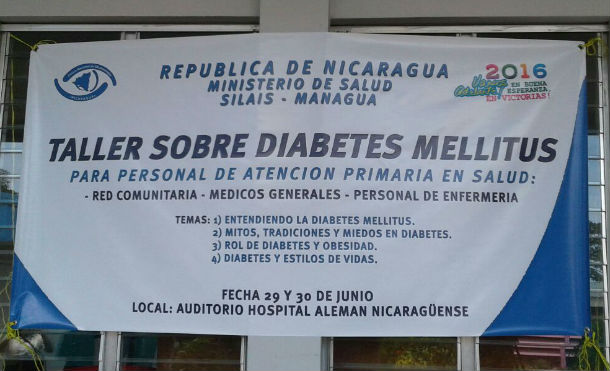 REPUBLICA DE NICARAGUA
MINISTERIO DE SALUD
SILAIS - MANAGUA
2016
Vamos
Adelante!
EN BUENA
ESPERANZA,
EN VICTORIAS!
TALLER SOBRE DIABETES MELLITUS
PARA PERSONAL DE ATENCION PRIMARIA EN SALUD:
- RED COMUNITARIA - MEDICOS GENERALES - PERSONAL DE ENFERMERIA
TEMAS: 1) ENTENDIENDO LA DIABETES MELLITUS.
2) MITOS, TRADICIONES Y MIEDOS EN DIABETES.
3) ROL DE DIABETES Y OBESIDAD.
4) DIABETES Y ESTILOS DE VIDAS.
FECHA 29 Y 30 DE JUNIO
LOCAL: AUDITORIO HOSPITAL ALEMAN NICARAGÜENSE